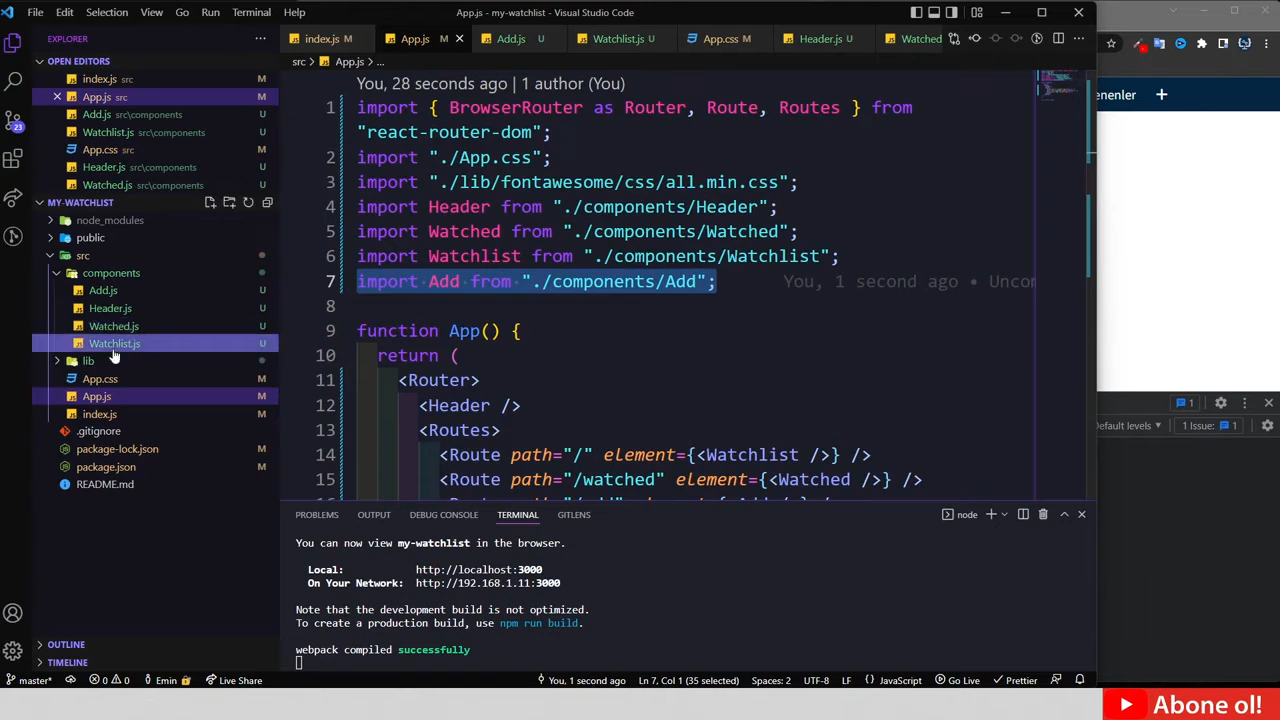 File Edit Selection View Go Run Terminal Help
App.js - my-watchlist - Visual Studio Code
EXPLORER
index.js M
App.js M
Add.js U
Watchlist.js U
App.css M
Header.js U
Watched
OPEN EDITORS
src > App.js > ...
index.js src M
App.js src M
Add.js src\components U
Watchlist.js src\components U
App.css src M
Header.js src\components U
Watched.js src\components U
MY-WATCHLIST
node_modules
public
src
components
Add.js U
Header.js U
Watched.js U
Watchlist.js U
lib
App.css M
App.js M
index.js M
.gitignore
package-lock.json
package.json
README.md
OUTLINE
TIMELINE
23
You, 28 seconds ago | 1 author (You)
1 import { BrowserRouter as Router, Route, Routes } from
"react-router-dom";
2 import "./App.css";
3 import "./lib/fontawesome/css/all.min.css";
4 import Header from "./components/Header";
5 import Watched from "./components/Watched";
6 import Watchlist from "./components/Watchlist";
7 import Add from "./components/Add"; You, 1 second ago • Uncom
8
9 function App() {
10 return (
11 <Router>
12 <Header />
13 <Routes>
14 <Route path="/" element={<Watchlist />} />
15 <Route path="/watched" element={<Watched />} />
PROBLEMS OUTPUT DEBUG CONSOLE TERMINAL GITLENS
node
You can now view my-watchlist in the browser.
Local: http://localhost:3000
On Your Network: http://192.168.1.11:3000
Note that the development build is not optimized.
To create a production build, use npm run build.
webpack compiled successfully
master* 0 0 Emin Live Share
You, 1 second ago Ln 7, Col 1 (35 selected) Spaces: 2 UTF-8 LF JavaScript Go Live Prettier
enenler +
1
efault levels 1 Issue: 1
Abone ol!